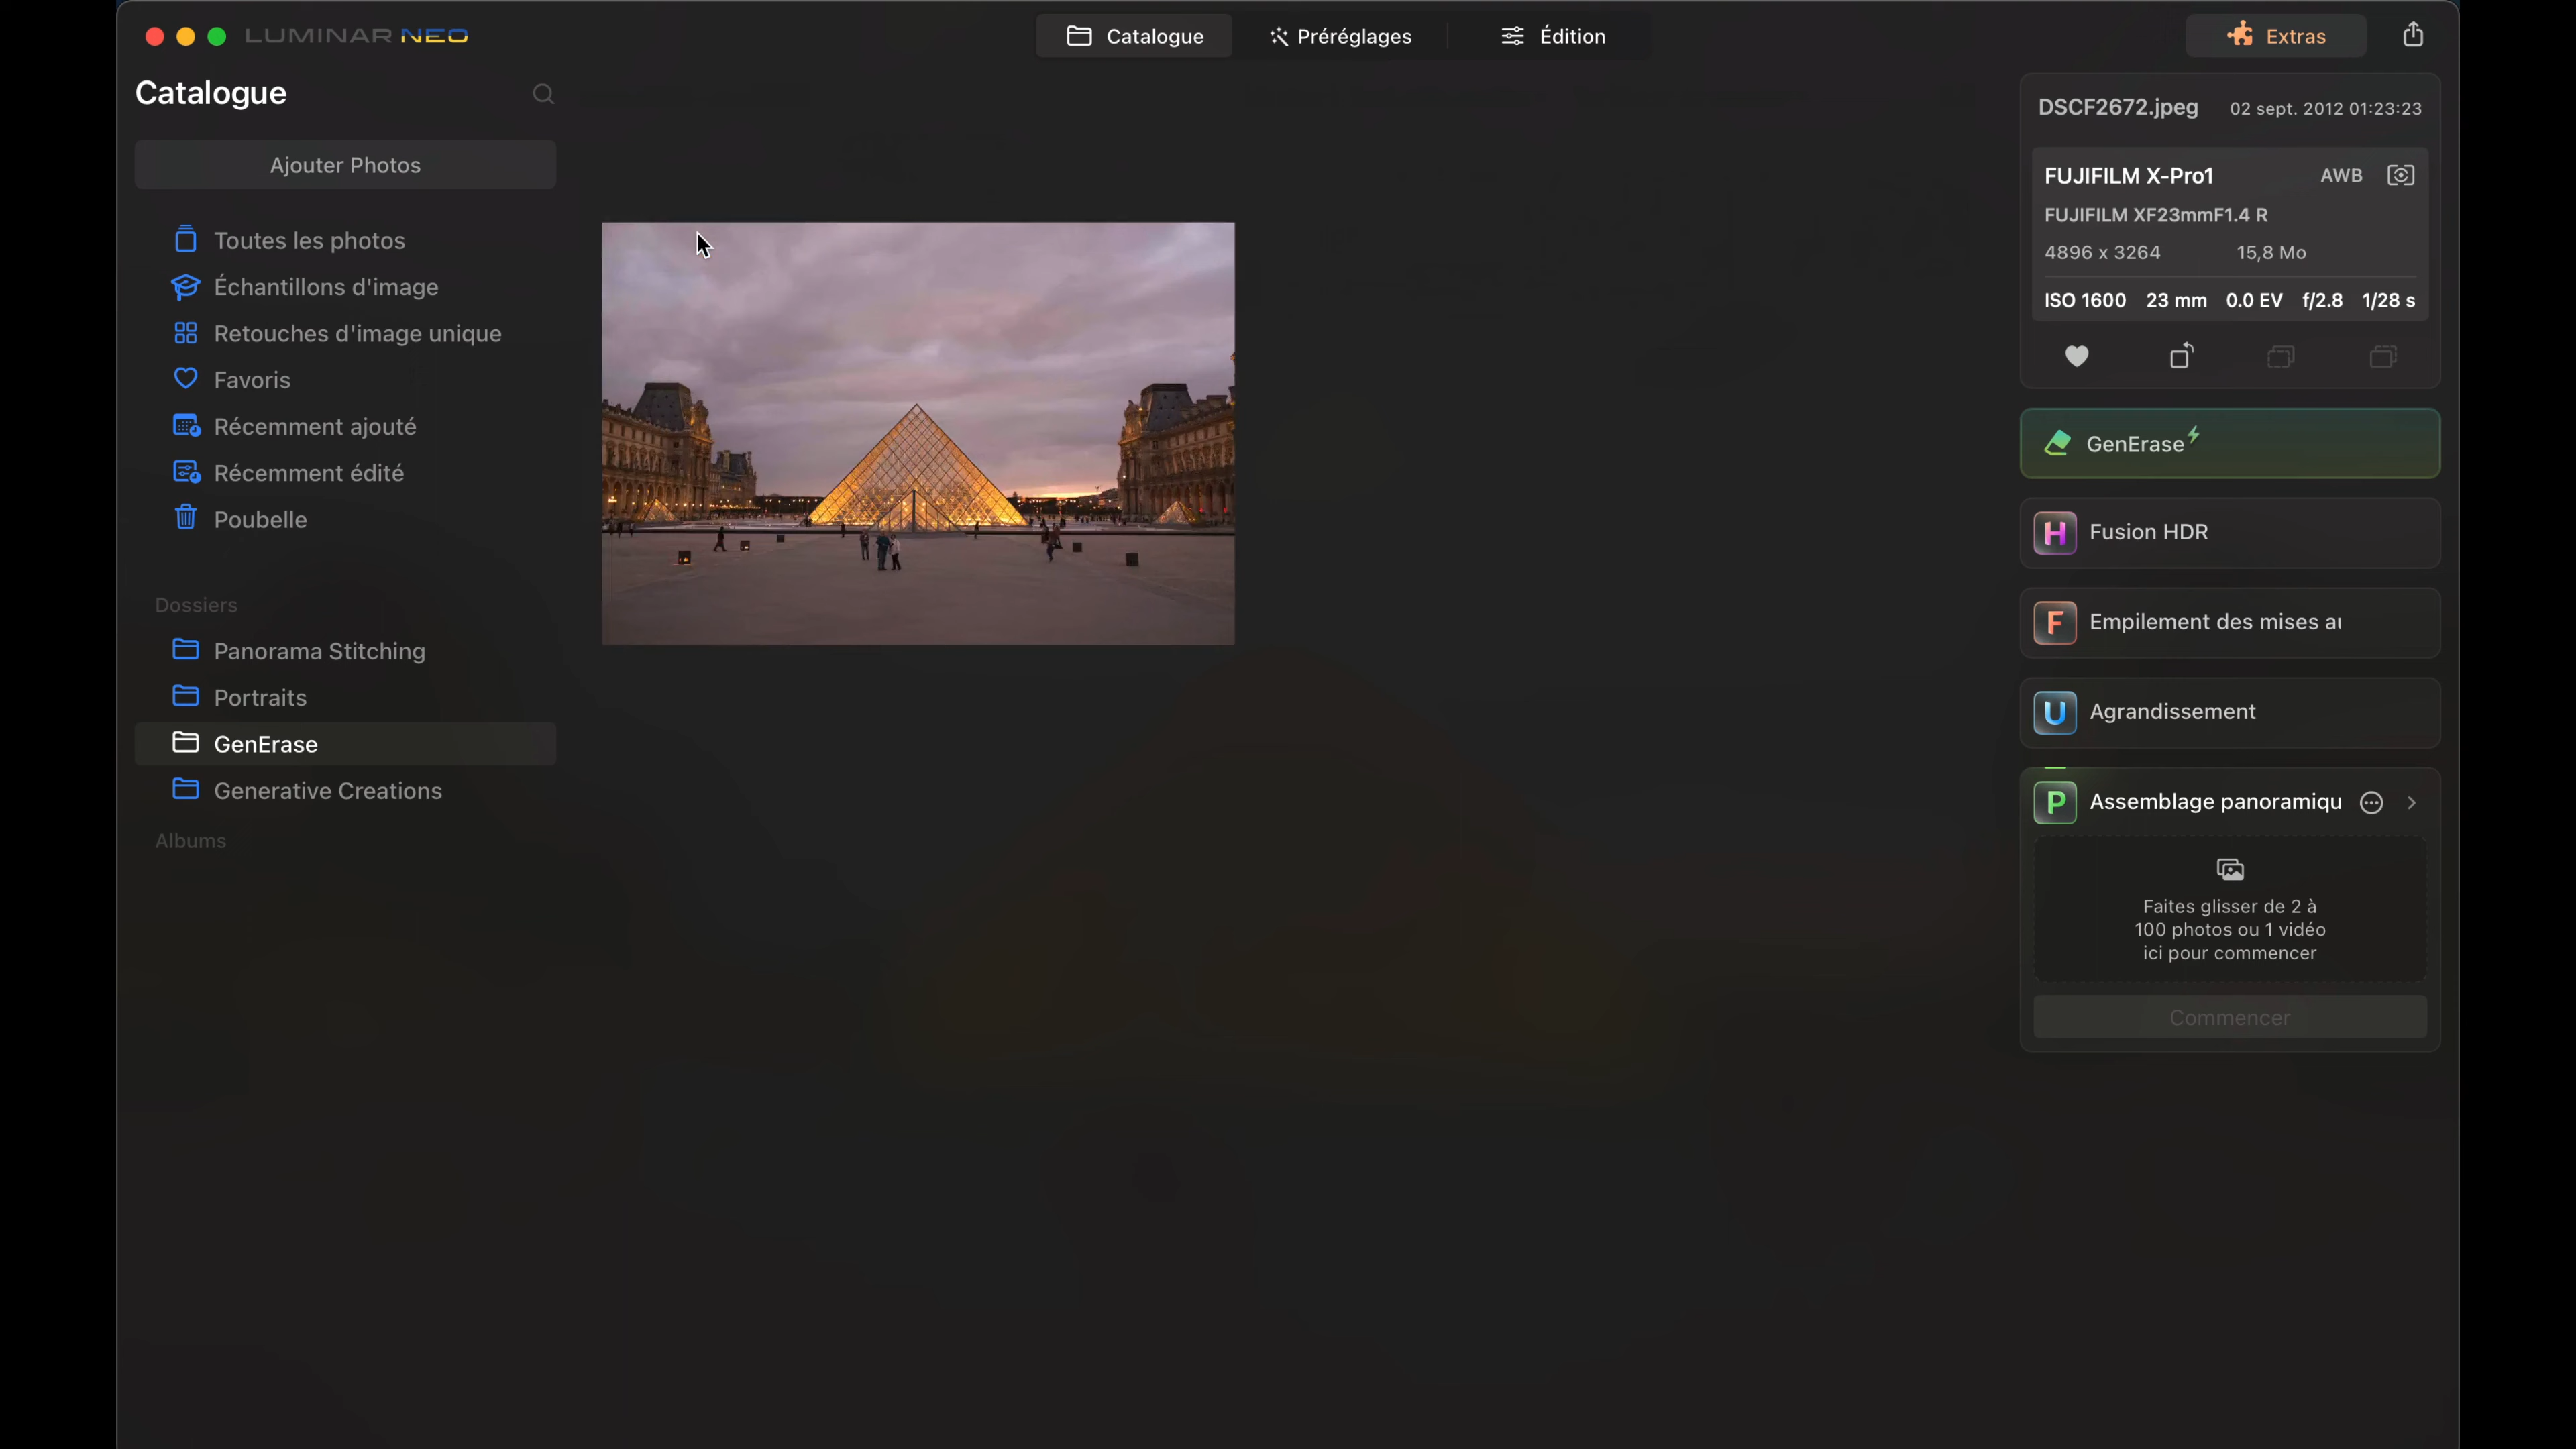 LUMINAR NEO
Catalogue
Préréglages
Édition
Extras
Catalogue
Ajouter Photos
Toutes les photos
Échantillons d'image
Retouches d'image unique
Favoris
Récemment ajouté
Récemment édité
Poubelle
Dossiers
Panorama Stitching
Portraits
GenErase
Generative Creations
Albums
DSCF2672.jpeg 02 sept. 2012 01:23:23
FUJIFILM X-Pro1 AWB
FUJIFILM XF23mmF1.4 R
4896 x 3264 15,8 Mo
ISO 1600 23 mm 0.0 EV f/2.8 1/28 s
GenErase
H Fusion HDR
F Empilement des mises au
U Agrandissement
P Assemblage panoramiqu
Faites glisser de 2 à
100 photos ou 1 vidéo
ici pour commencer
Commencer